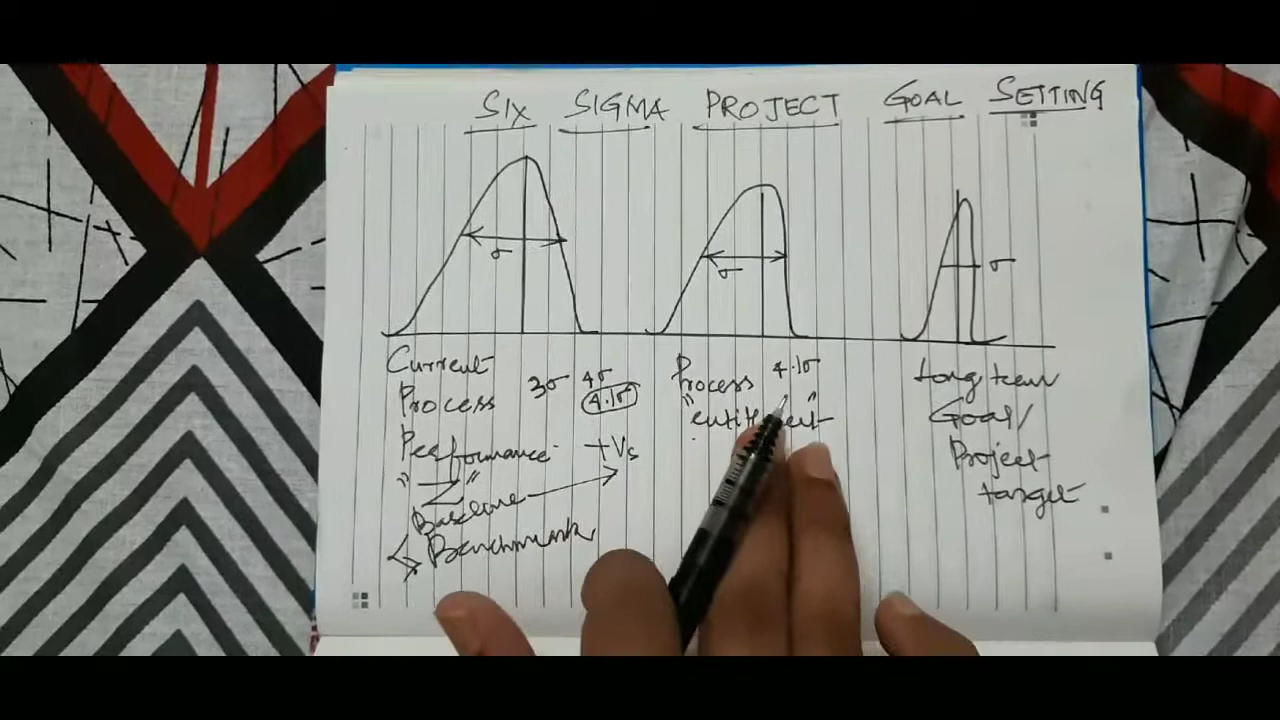 SIX SIGMA PROJECT GOAL SETTING
σ
σ
σ
Current
Process 3σ 4σ
4.1σ
Performance +Vs
"Z"
Baseline
Benchmark
Process 4.1σ
"entitlement"
Long term
Goal/
Project
target